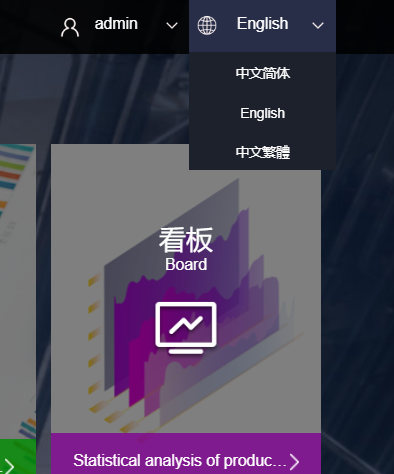 admin
English
中文简体
English
中文繁體
看板
Board
Statistical analysis of produc...